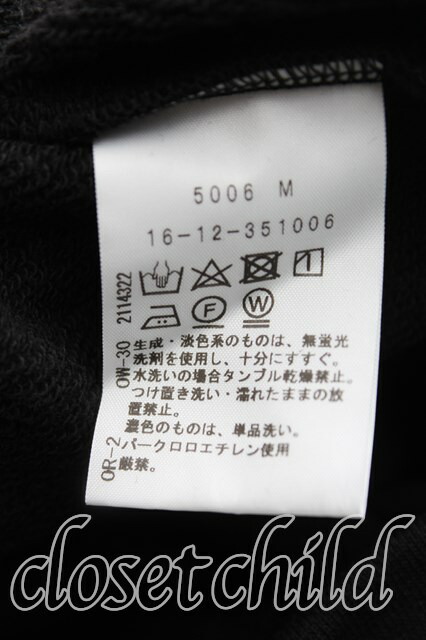 5006 M
16-12-351006
F
W
OW-30 2114322
生成・淡色系のものは、無蛍光
洗剤を使用し、十分にすすぐ。
水洗いの場合タンブル乾燥禁止。
つけ置き洗い・濡れたままの放
置禁止。
濃色のものは、単品洗い。
OR-2
パークロロエチレン使用
厳禁。
closet child